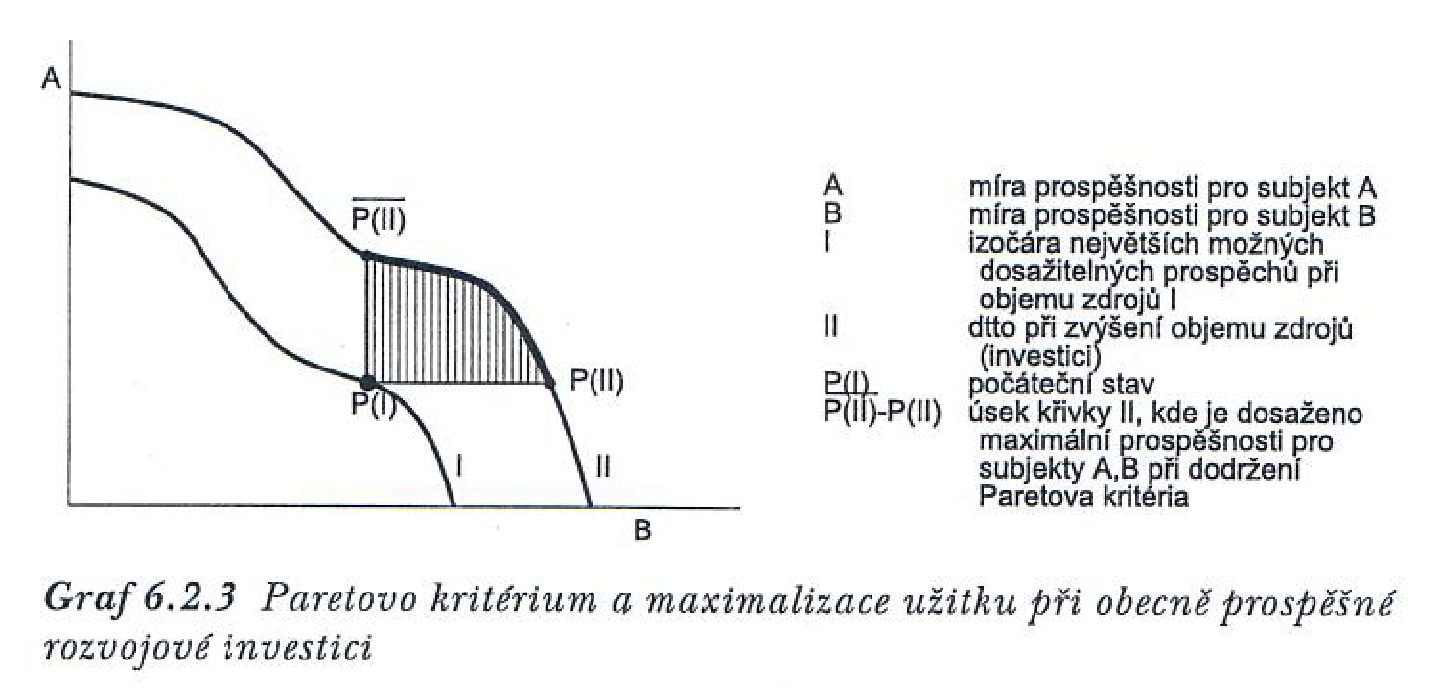 A
P(II)
P(II)
P(I)
I
II
B
A míra prospěšnosti pro subjekt A
B míra prospěšnosti pro subjekt B
I izočára největších možných
dosažitelných prospěchů při
objemu zdrojů I
II dtto při zvýšení objemu zdrojů
(investici)
P(I) počáteční stav
P(II)-P(II) úsek křivky II, kde je dosaženo
maximální prospěšnosti pro
subjekty A,B při dodržení
Paretova kritéria
Graf 6.2.3 Paretovo kritérium a maximalizace užitku při obecně prospěšné
rozvojové investici